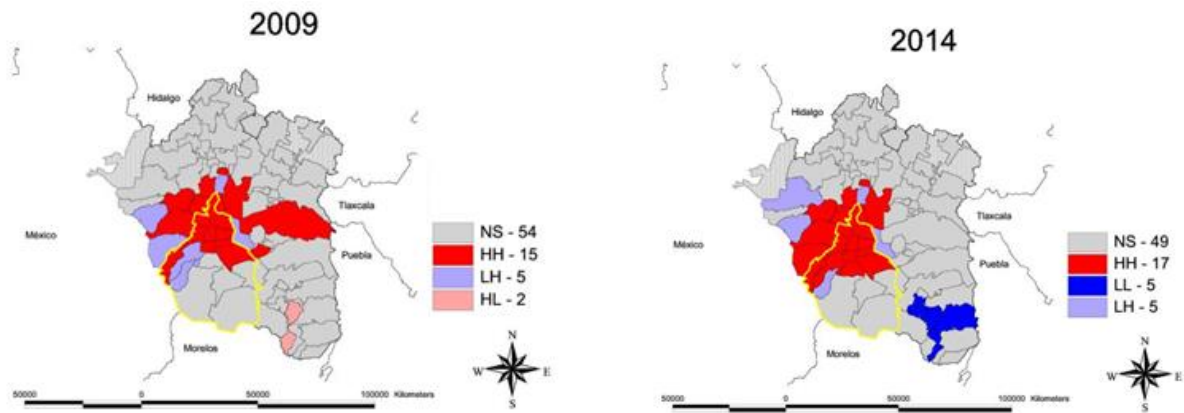 2009
Hidalgo
Tlaxcala
México
Puebla
Morelos
NS - 54
HH - 15
LH - 5
HL - 2
N
W E
S
50000 0 50000 100000 Kilometers
2014
Hidalgo
Tlaxcala
México
Puebla
Morelos
NS - 49
HH - 17
LL - 5
LH - 5
N
W E
S
50000 0 50000 100000 Kilometers